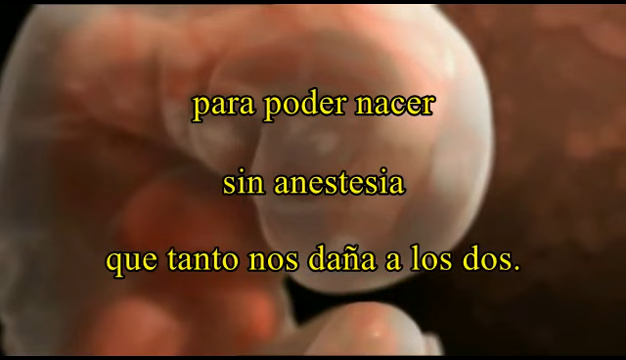 para poder nacer
sin anestesia
que tanto nos daña a los dos.